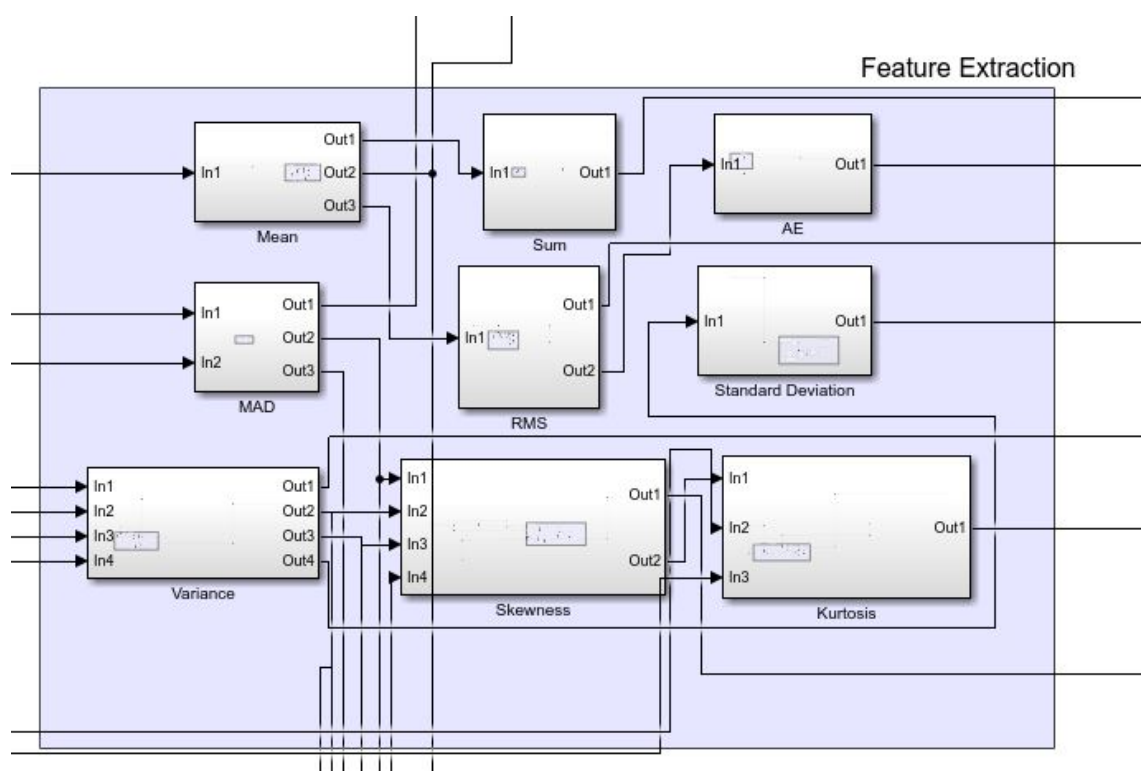 Feature Extraction
In1
Out1
Out2
Out3
Mean
In1
Out1
Sum
In1
Out1
AE
In1
In2
Out1
Out2
Out3
MAD
In1
Out1
Out2
RMS
In1
Out1
Standard Deviation
In1
In2
In3
In4
Out1
Out2
Out3
Out4
Variance
In1
In2
In3
In4
Out1
Out2
Skewness
In1
In2
In3
Out1
Kurtosis